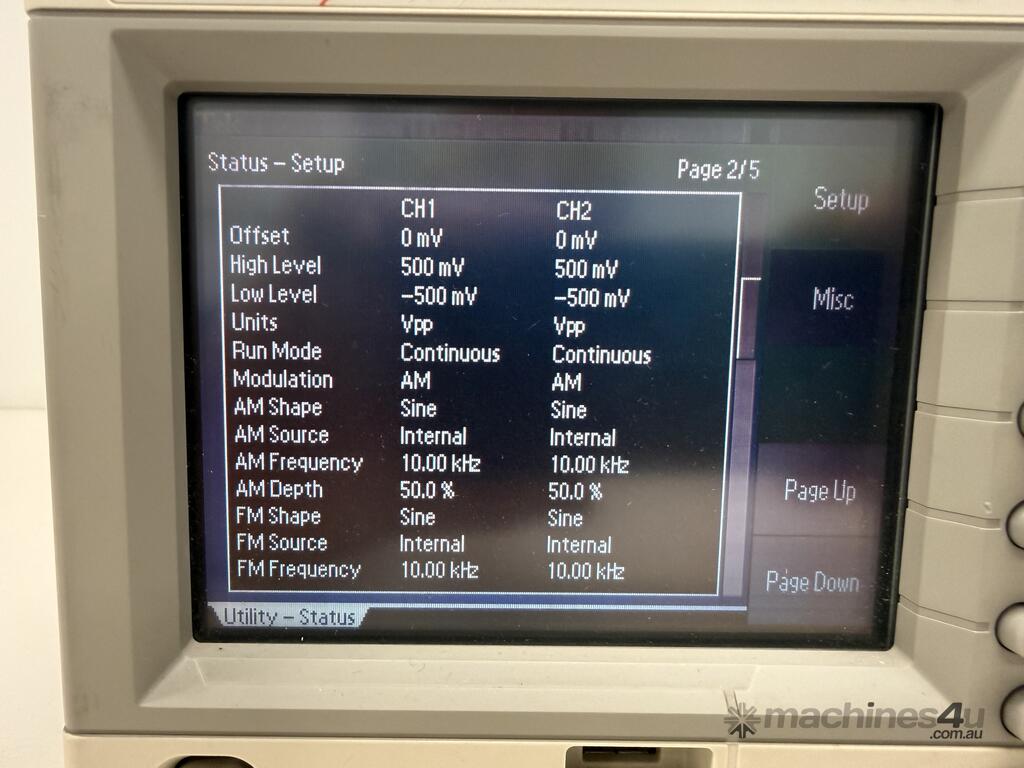 Status – Setup Page 2/5
CH1 CH2
Offset 0 mV 0 mV
High Level 500 mV 500 mV
Low Level –500 mV –500 mV
Units Vpp Vpp
Run Mode Continuous Continuous
Modulation AM AM
AM Shape Sine Sine
AM Source Internal Internal
AM Frequency 10.00 kHz 10.00 kHz
AM Depth 50.0 % 50.0 %
FM Shape Sine Sine
FM Source Internal Internal
FM Frequency 10.00 kHz 10.00 kHz
Utility – Status
Setup
Misc
Page Up
Page Down
machines4u
.com.au